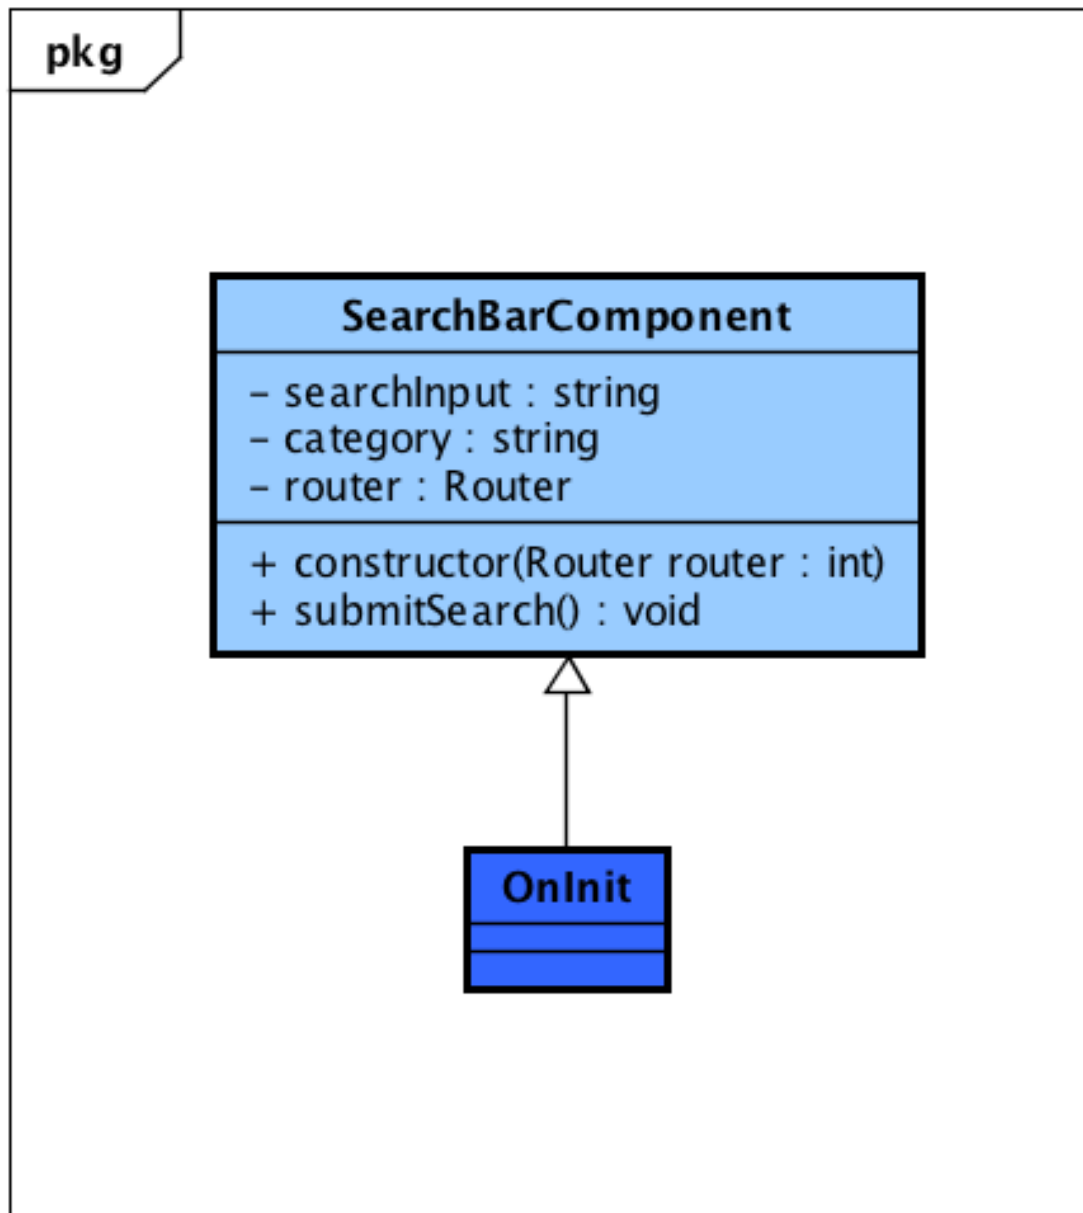 pkg
SearchBarComponent
– searchInput : string
– category : string
– router : Router
+ constructor(Router router : int)
+ submitSearch() : void
OnInit